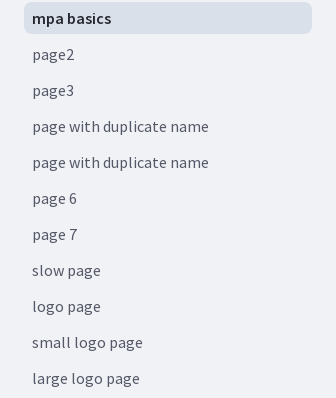 mpa basics
page2
page3
page with duplicate name
page with duplicate name
page 6
page 7
slow page
logo page
small logo page
large logo page